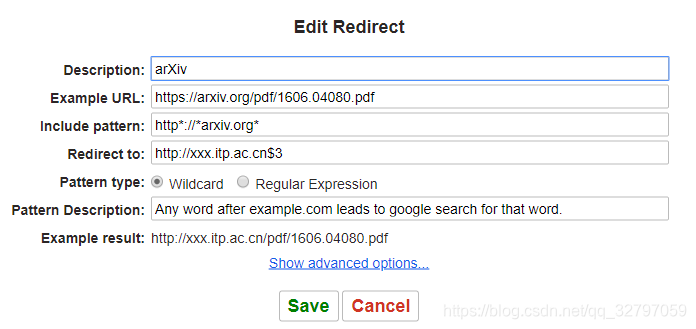 Edit Redirect
Description: arXiv
Example URL: https://arxiv.org/pdf/1606.04080.pdf
Include pattern: http*://*arxiv.org*
Redirect to: http://xxx.itp.ac.cn$3
Pattern type: Wildcard Regular Expression
Pattern Description: Any word after example.com leads to google search for that word.
Example result: http://xxx.itp.ac.cn/pdf/1606.04080.pdf
Show advanced options...
Save Cancel
https://blog.csdn.net/qq_32797059